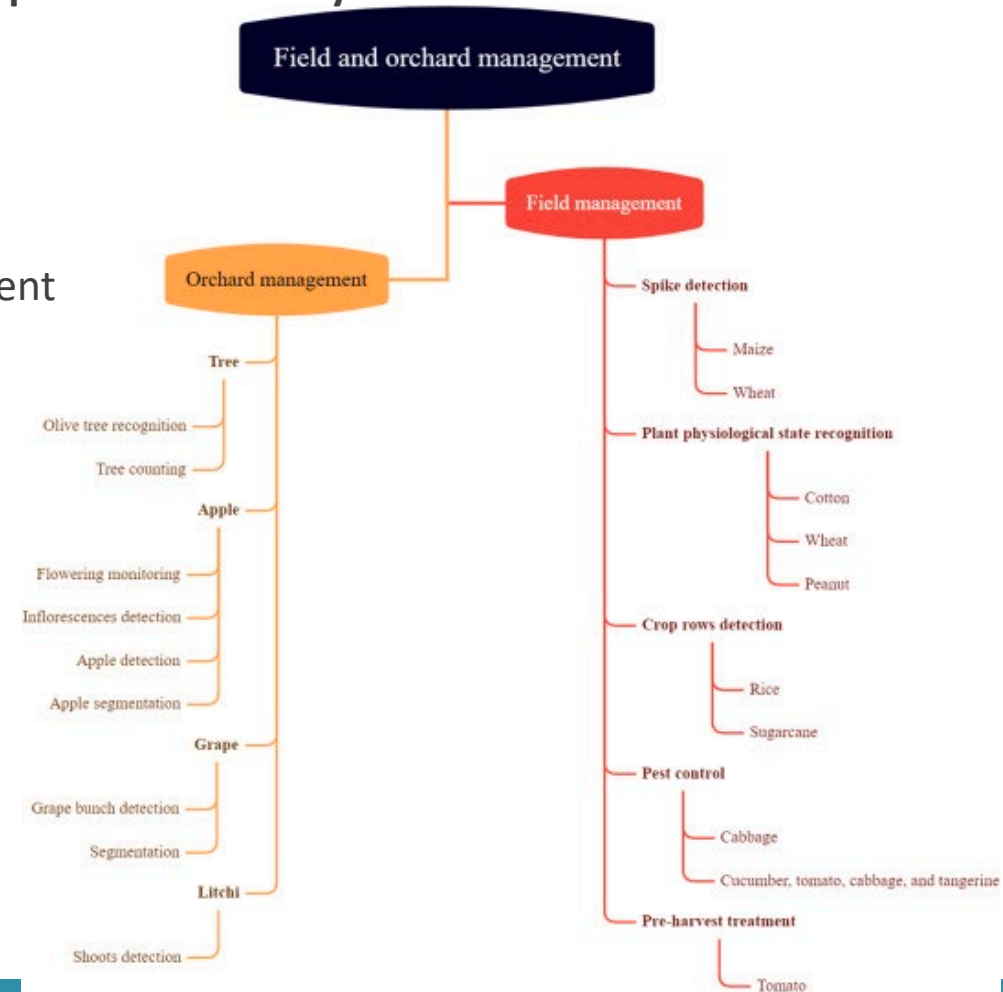 Field and orchard management
Field management
Orchard management
Tree
Olive tree recognition
Tree counting
Apple
Flowering monitoring
Inflorescences detection
Apple detection
Apple segmentation
Grape
Grape bunch detection
Segmentation
Litchi
Shoots detection
Spike detection
Maize
Wheat
Plant physiological state recognition
Cotton
Wheat
Peanut
Crop rows detection
Rice
Sugarcane
Pest control
Cabbage
Cucumber, tomato, cabbage, and tangerine
Pre-harvest treatment
Tomato